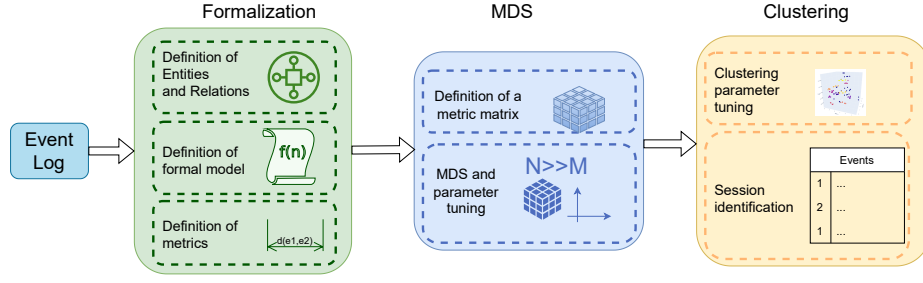 Formalization
MDS
Clustering
Event
Log
Definition of
Entities
and Relations
Definition of
formal model
f(n)
Definition of
metrics
d(e1,e2)
Definition of a
metric matrix
MDS and
parameter
tuning
N>>M
Clustering
parameter
tuning
Session
identification
Events
1 ...
2 ...
1 ...